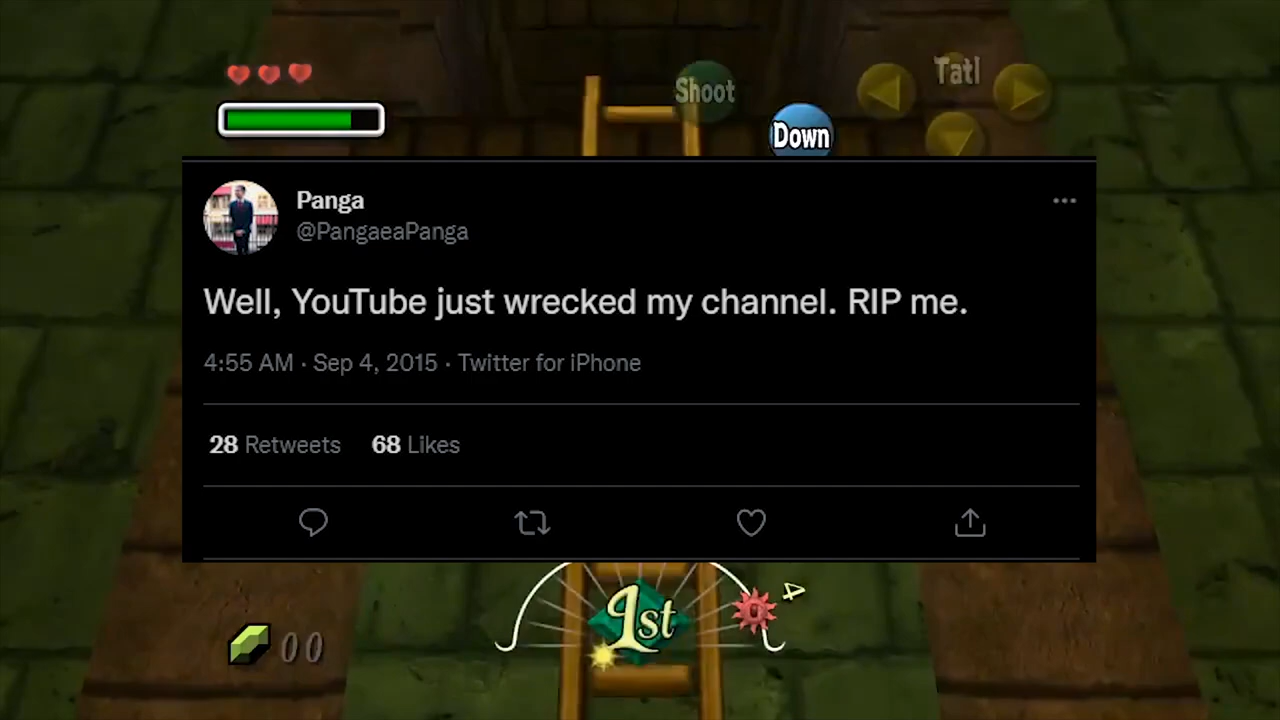 Tatl
Shoot
Down
Panga
@PangaeaPanga
Well, YouTube just wrecked my channel. RIP me.
4:55 AM · Sep 4, 2015 · Twitter for iPhone
28 Retweets 68 Likes
1st
4
00